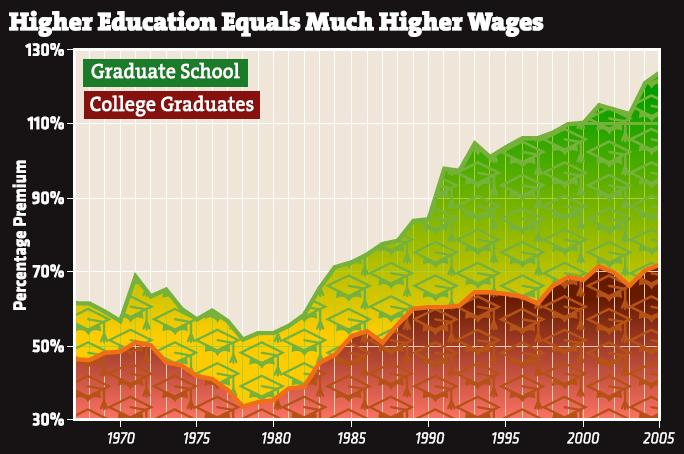 Higher Education Equals Much Higher Wages
130%
Graduate School
College Graduates
110%
90%
Percentage Premium
70%
50%
30%
1970 1975 1980 1985 1990 1995 2000 2005